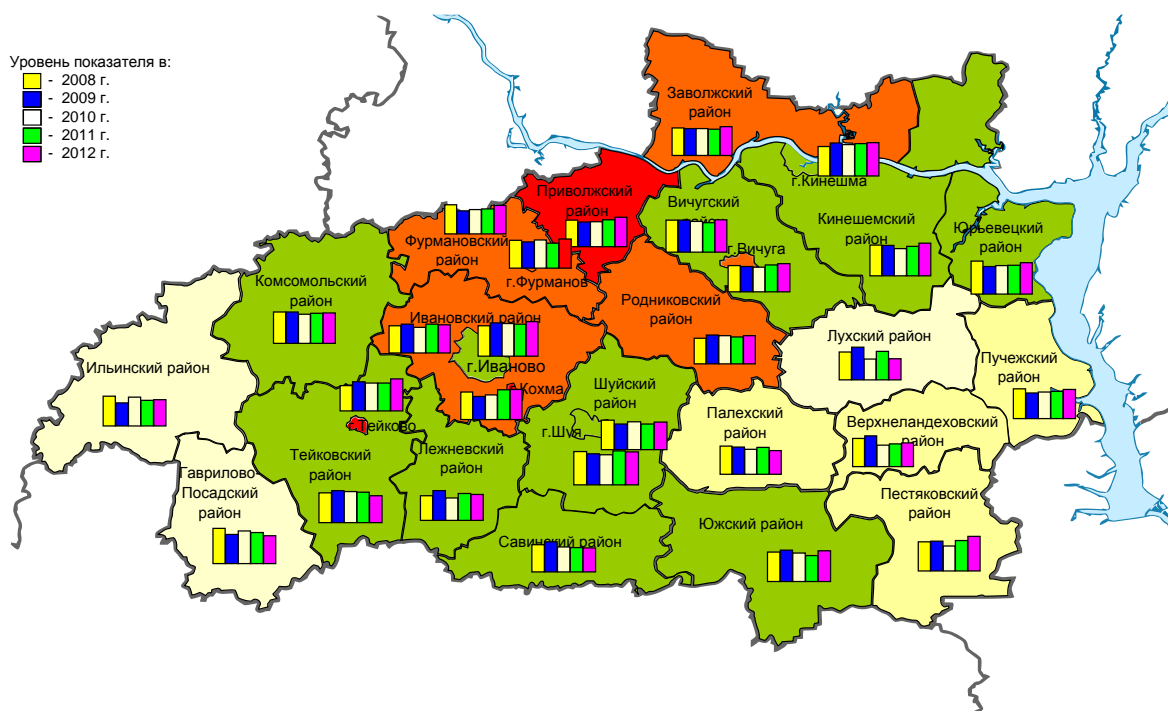 Уровень показателя в:
- 2008 г.
- 2009 г.
- 2010 г.
- 2011 г.
- 2012 г.
Заволжский
район
г.Кинешма
Приволжский
район
Вичугский
район
Кинешемский
район
Юрьевецкий
район
г.Вичуга
Фурмановский
район
г.Фурманов
Комсомольский
район
Родниковский
район
Ивановский район
г.Иваново
г.Кохма
Лухский район
Пучежский
район
Ильинский район
Шуйский
район
г.Шуя
Палехский
район
Верхнеландеховский
район
г.Тейково
Тейковский
район
Лежневский
район
Гаврилово-
Посадский
район
Пестяковский
район
Южский район
Савинский район